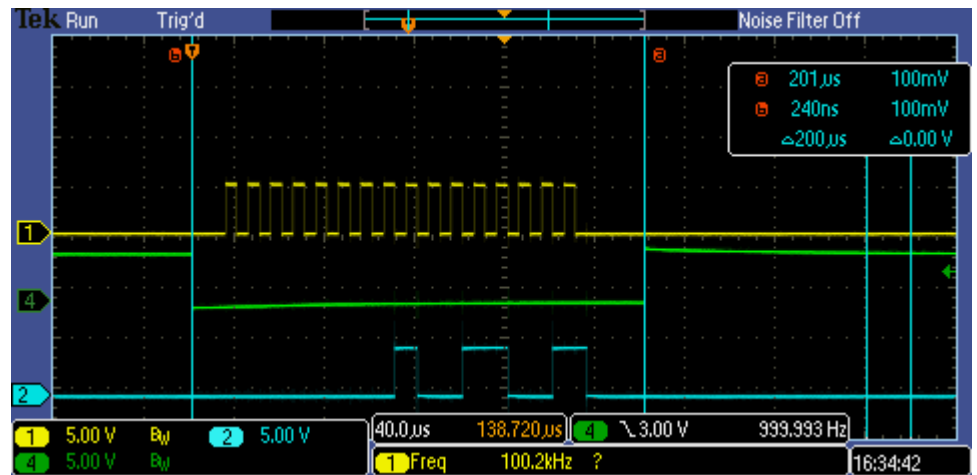 Tek Run Trig'd Noise Filter Off
T
b T a
a 201µs 100mV
b 240ns 100mV
△200µs △0.00 V
1
4
2
1 5.00 V BW 2 5.00 V 40.0µs 138.720µs 4 \ 3.00 V 999.993 Hz
4 5.00 V BW 1 Freq 100.2kHz ? 16:34:42